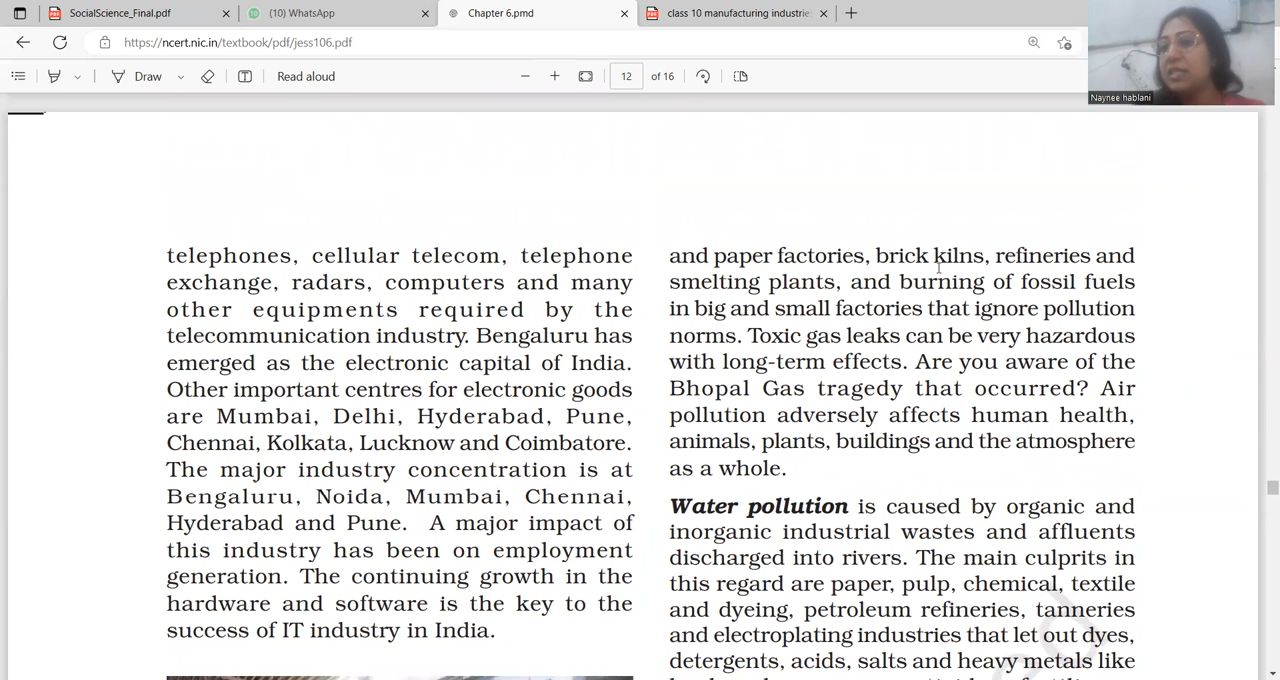 SocialScience_Final.pdf
(10) WhatsApp
Chapter 6.pmd
class 10 manufacturing industrie
https://ncert.nic.in/textbook/pdf/jess106.pdf
Draw
Read aloud
12 of 16
Naynee hablani
telephones, cellular telecom, telephone
exchange, radars, computers and many
other equipments required by the
telecommunication industry. Bengaluru has
emerged as the electronic capital of India.
Other important centres for electronic goods
are Mumbai, Delhi, Hyderabad, Pune,
Chennai, Kolkata, Lucknow and Coimbatore.
The major industry concentration is at
Bengaluru, Noida, Mumbai, Chennai,
Hyderabad and Pune. A major impact of
this industry has been on employment
generation. The continuing growth in the
hardware and software is the key to the
success of IT industry in India.
and paper factories, brick kilns, refineries and
smelting plants, and burning of fossil fuels
in big and small factories that ignore pollution
norms. Toxic gas leaks can be very hazardous
with long-term effects. Are you aware of the
Bhopal Gas tragedy that occurred? Air
pollution adversely affects human health,
animals, plants, buildings and the atmosphere
as a whole.
Water pollution is caused by organic and
inorganic industrial wastes and affluents
discharged into rivers. The main culprits in
this regard are paper, pulp, chemical, textile
and dyeing, petroleum refineries, tanneries
and electroplating industries that let out dyes,
detergents, acids, salts and heavy metals like